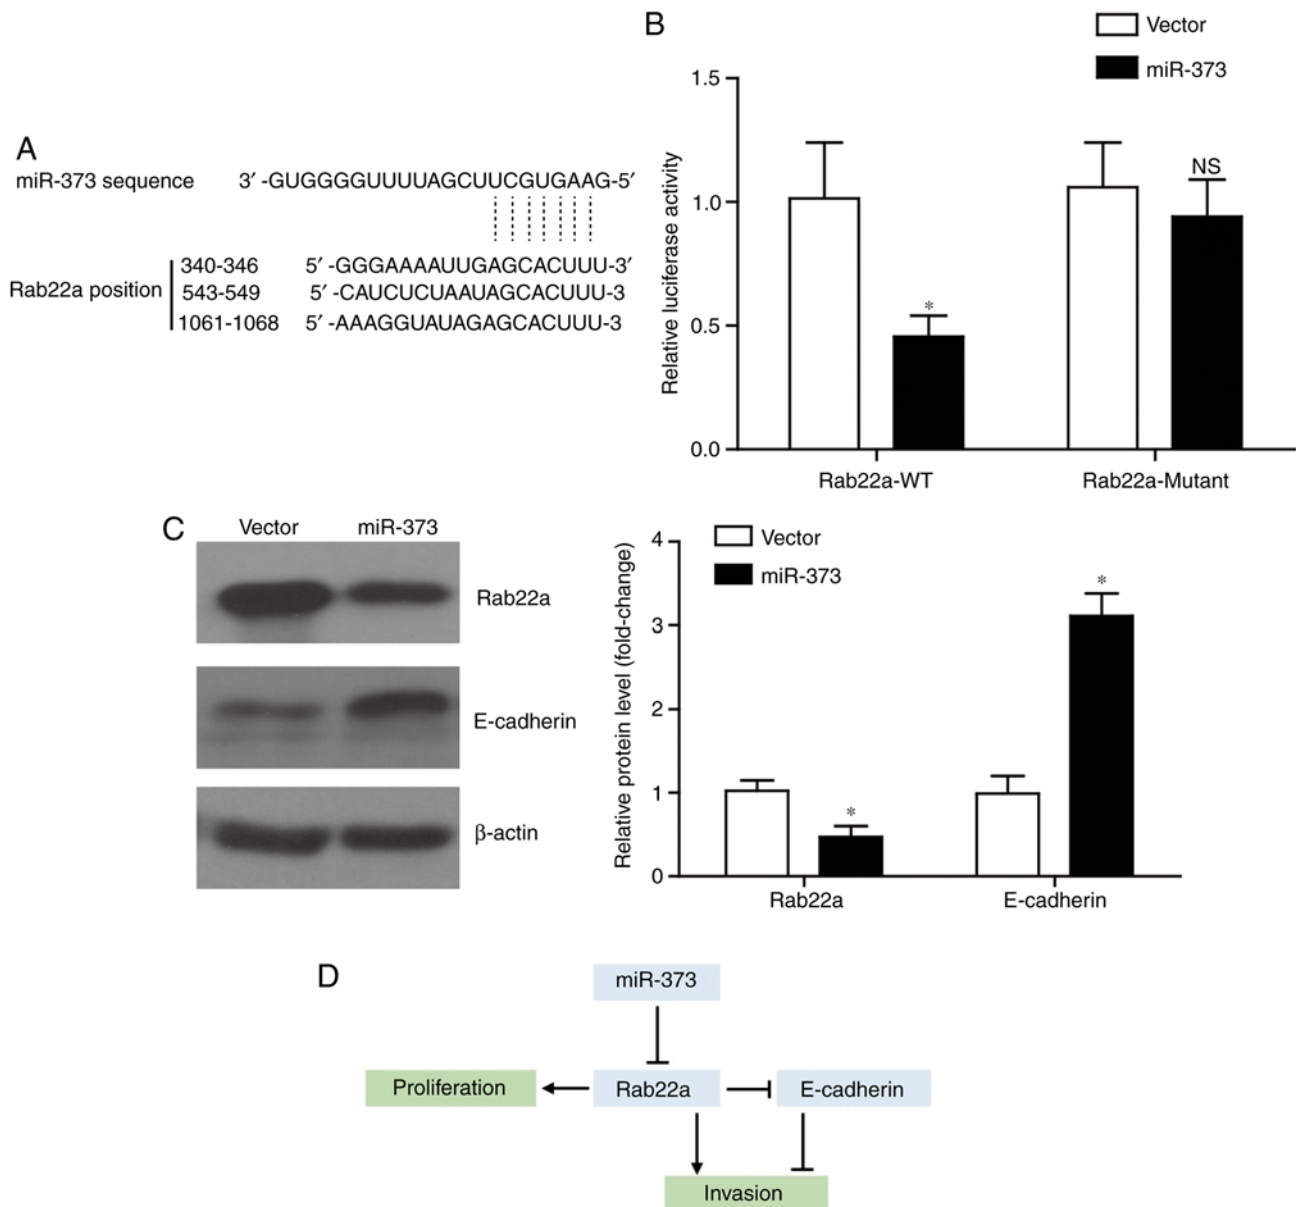 A
miR-373 sequence 3′ -GUGGGGUUUUAGCUUCGUGAAG-5′
Rab22a position
340-346 5′ -GGGAAAAUUGAGCACUUU-3′
543-549 5′ -CAUCUCUAAUAGCACUUU-3
1061-1068 5′ -AAAGGUAUAGAGCACUUU-3
B
Vector
miR-373
Relative luciferase activity
1.5
1.0
0.5
0.0
*
NS
Rab22a-WT Rab22a-Mutant
C
Vector miR-373
Rab22a
E-cadherin
β-actin
Vector
miR-373
Relative protein level (fold-change)
4
3
2
1
0
*
*
Rab22a E-cadherin
D
miR-373
Proliferation Rab22a E-cadherin
Invasion